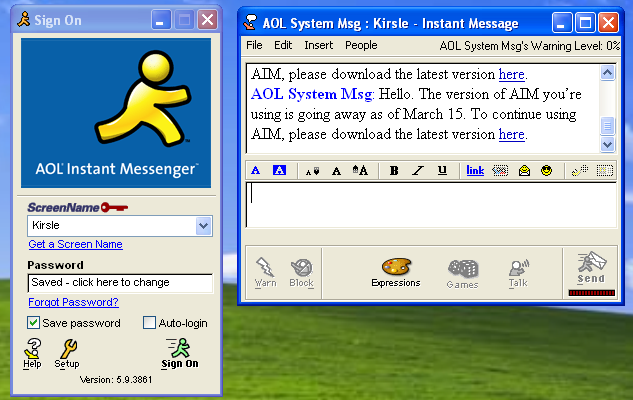 Sign On
AOL Instant Messenger
ScreenName
Kirsle
Get a Screen Name
Password
Saved - click here to change
Forgot Password?
Save password
Auto-login
Help
Setup
Sign On
Version: 5.9.3861
AOL System Msg : Kirsle - Instant Message
File Edit Insert People AOL System Msg's Warning Level: 0%
AIM, please download the latest version here.
AOL System Msg: Hello. The version of AIM you're
using is going away as of March 15. To continue using
AIM, please download the latest version here.
A A A A A B I U link
Warn Block Expressions Games Talk Send